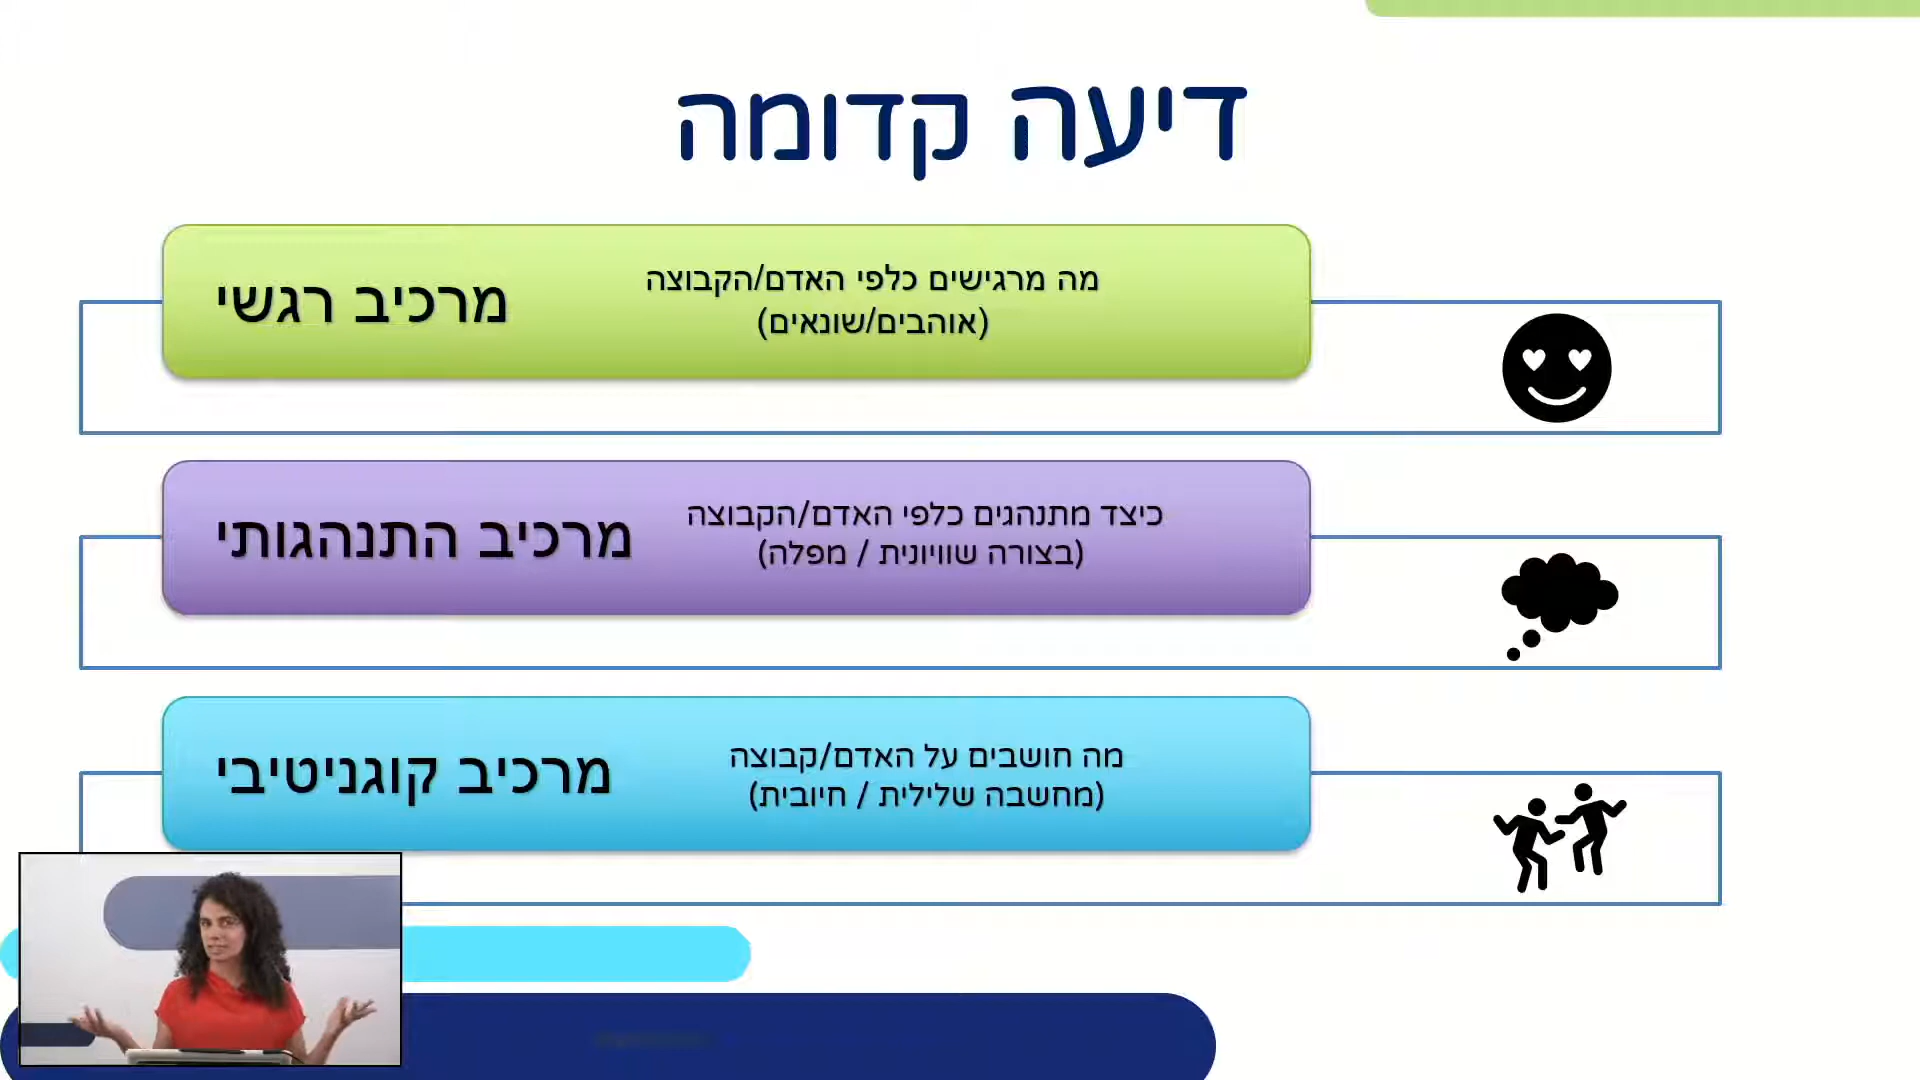 דיעה קדומה
מרכיב רגשי
מה מרגישים כלפי האדם/הקבוצה
(אוהבים/שונאים)
מרכיב התנהגותי
כיצד מתנהגים כלפי האדם/הקבוצה
(בצורה שוויונית / מפלה)
מרכיב קוגניטיבי
מה חושבים על האדם/קבוצה
(מחשבה שלילית / חיובית)